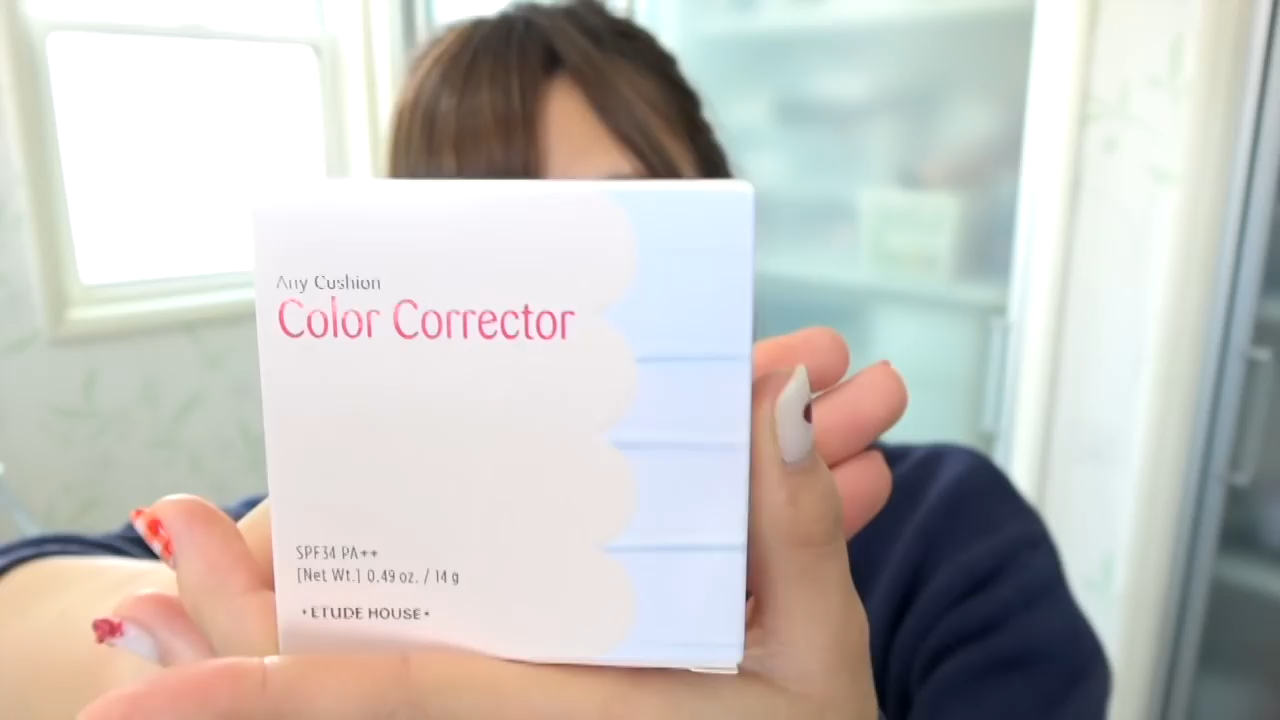 Any Cushion
Color Corrector
SPF34 PA++
[Net Wt.] 0.49 oz. / 14 g
•ETUDE HOUSE•